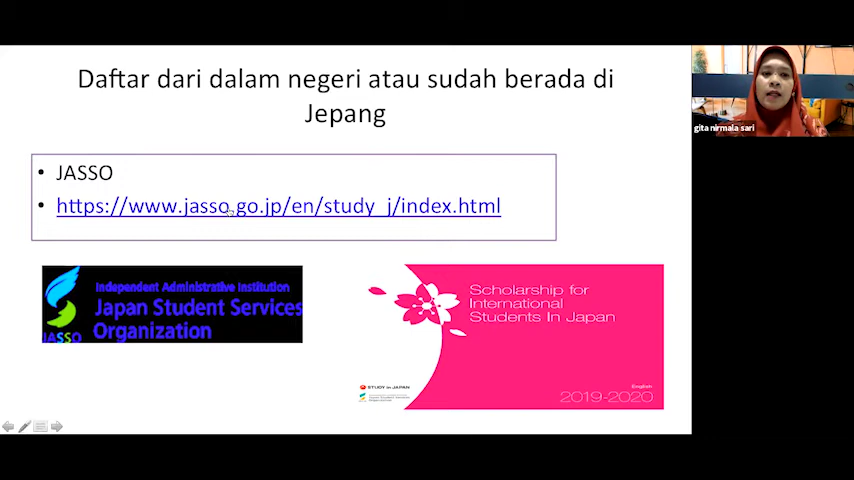 Daftar dari dalam negeri atau sudah berada di
Jepang
• JASSO
• https://www.jasso.go.jp/en/study_j/index.html
Independent Administrative Institution
Japan Student Services
Organization
JASSO
Scholarship for
International
Students In Japan
STUDY in JAPAN
English
2019-2020
gita nirmala sari